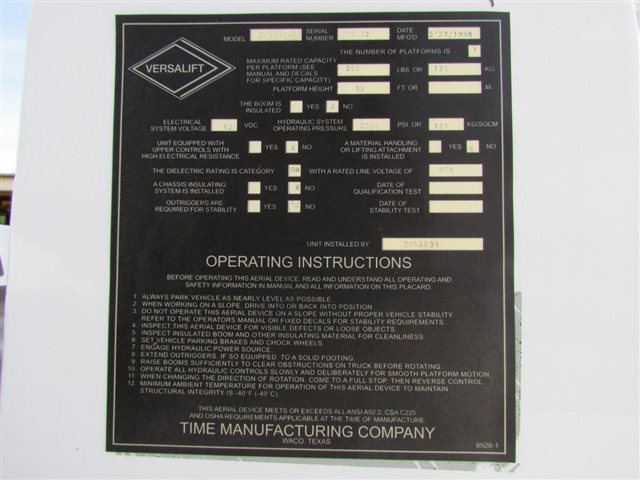 MODEL SERIAL NUMBER DATE MFG'D 5/27/1998
VERSALIFT
THE NUMBER OF PLATFORMS IS 1
MAXIMUM RATED CAPACITY
PER PLATFORM (SEE MANUAL AND DECALS FOR SPECIFIC CAPACITY) LBS OR KG
PLATFORM HEIGHT FT OR M
THE BOOM IS INSULATED YES X NO
ELECTRICAL SYSTEM VOLTAGE 12 VDC HYDRAULIC SYSTEM OPERATING PRESSURE PSI OR KG/SQCM
UNIT EQUIPPED WITH UPPER CONTROLS WITH HIGH ELECTRICAL RESISTANCE YES X NO A MATERIAL HANDLING OR LIFTING ATTACHMENT IS INSTALLED YES X NO
THE DIELECTRIC RATING IS CATEGORY WITH A RATED LINE VOLTAGE OF
A CHASSIS INSULATING SYSTEM IS INSTALLED YES X NO DATE OF QUALIFICATION TEST
OUTRIGGERS ARE REQUIRED FOR STABILITY YES NO DATE OF STABILITY TEST
UNIT INSTALLED BY
OPERATING INSTRUCTIONS
BEFORE OPERATING THIS AERIAL DEVICE, READ AND UNDERSTAND ALL OPERATING AND
SAFETY INFORMATION IN MANUAL AND ALL INFORMATION ON THIS PLACARD
1. ALWAYS PARK VEHICLE AS NEARLY LEVEL AS POSSIBLE
2. WHEN WORKING ON A SLOPE, DRIVE INTO OR BACK INTO POSITION
3. DO NOT OPERATE THIS AERIAL DEVICE ON A SLOPE WITHOUT PROPER VEHICLE STABILITY
REFER TO THE OPERATORS MANUAL OR FIXED DECALS FOR STABILITY REQUIREMENTS.
4. INSPECT THIS AERIAL DEVICE FOR VISIBLE DEFECTS OR LOOSE OBJECTS.
5. INSPECT INSULATED BOOM AND OTHER INSULATING MATERIAL FOR CLEANLINESS.
6. SET VEHICLE PARKING BRAKES AND CHOCK WHEELS.
7. ENGAGE HYDRAULIC POWER SOURCE
8. EXTEND OUTRIGGERS, IF SO EQUIPPED, TO A SOLID FOOTING.
9. RAISE BOOMS SUFFICIENTLY TO CLEAR OBSTRUCTIONS ON TRUCK BEFORE ROTATING.
10. OPERATE ALL HYDRAULIC CONTROLS SLOWLY AND DELIBERATELY FOR SMOOTH PLATFORM MOTION.
11. WHEN CHANGING THE DIRECTION OF ROTATION, COME TO A FULL STOP, THEN REVERSE CONTROL
12. MINIMUM AMBIENT TEMPERATURE FOR OPERATION OF THIS AERIAL DEVICE TO MAINTAIN
STRUCTURAL INTEGRITY IS -40°F (-40°C)
THIS AERIAL DEVICE MEETS OR EXCEEDS ALL ANSI A92.2, CSA C225
AND OSHA REQUIREMENTS APPLICABLE AT THE TIME OF MANUFACTURE
TIME MANUFACTURING COMPANY
WACO, TEXAS
8928-1